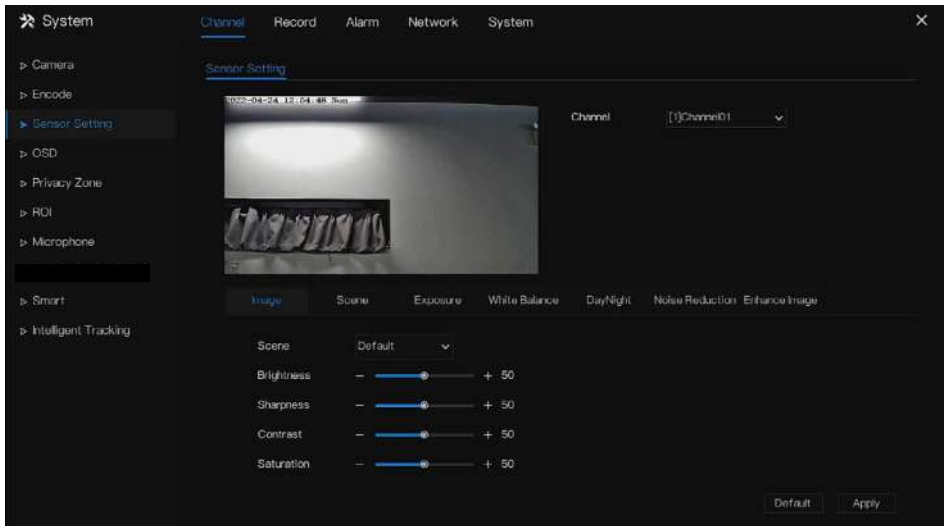 System
Channel Record Alarm Network System
Camera
Encode
Sensor Setting
OSD
Privacy Zone
ROI
Microphone
Smart
Intelligent Tracking
Sensor Setting
2022-04-24 12:54:48 Sun
Channel [1]Channel01
Image Scene Exposure White Balance DayNight Noise Reduction Enhance Image
Scene Default
Brightness 50
Sharpness 50
Contrast 50
Saturation 50
Default Apply